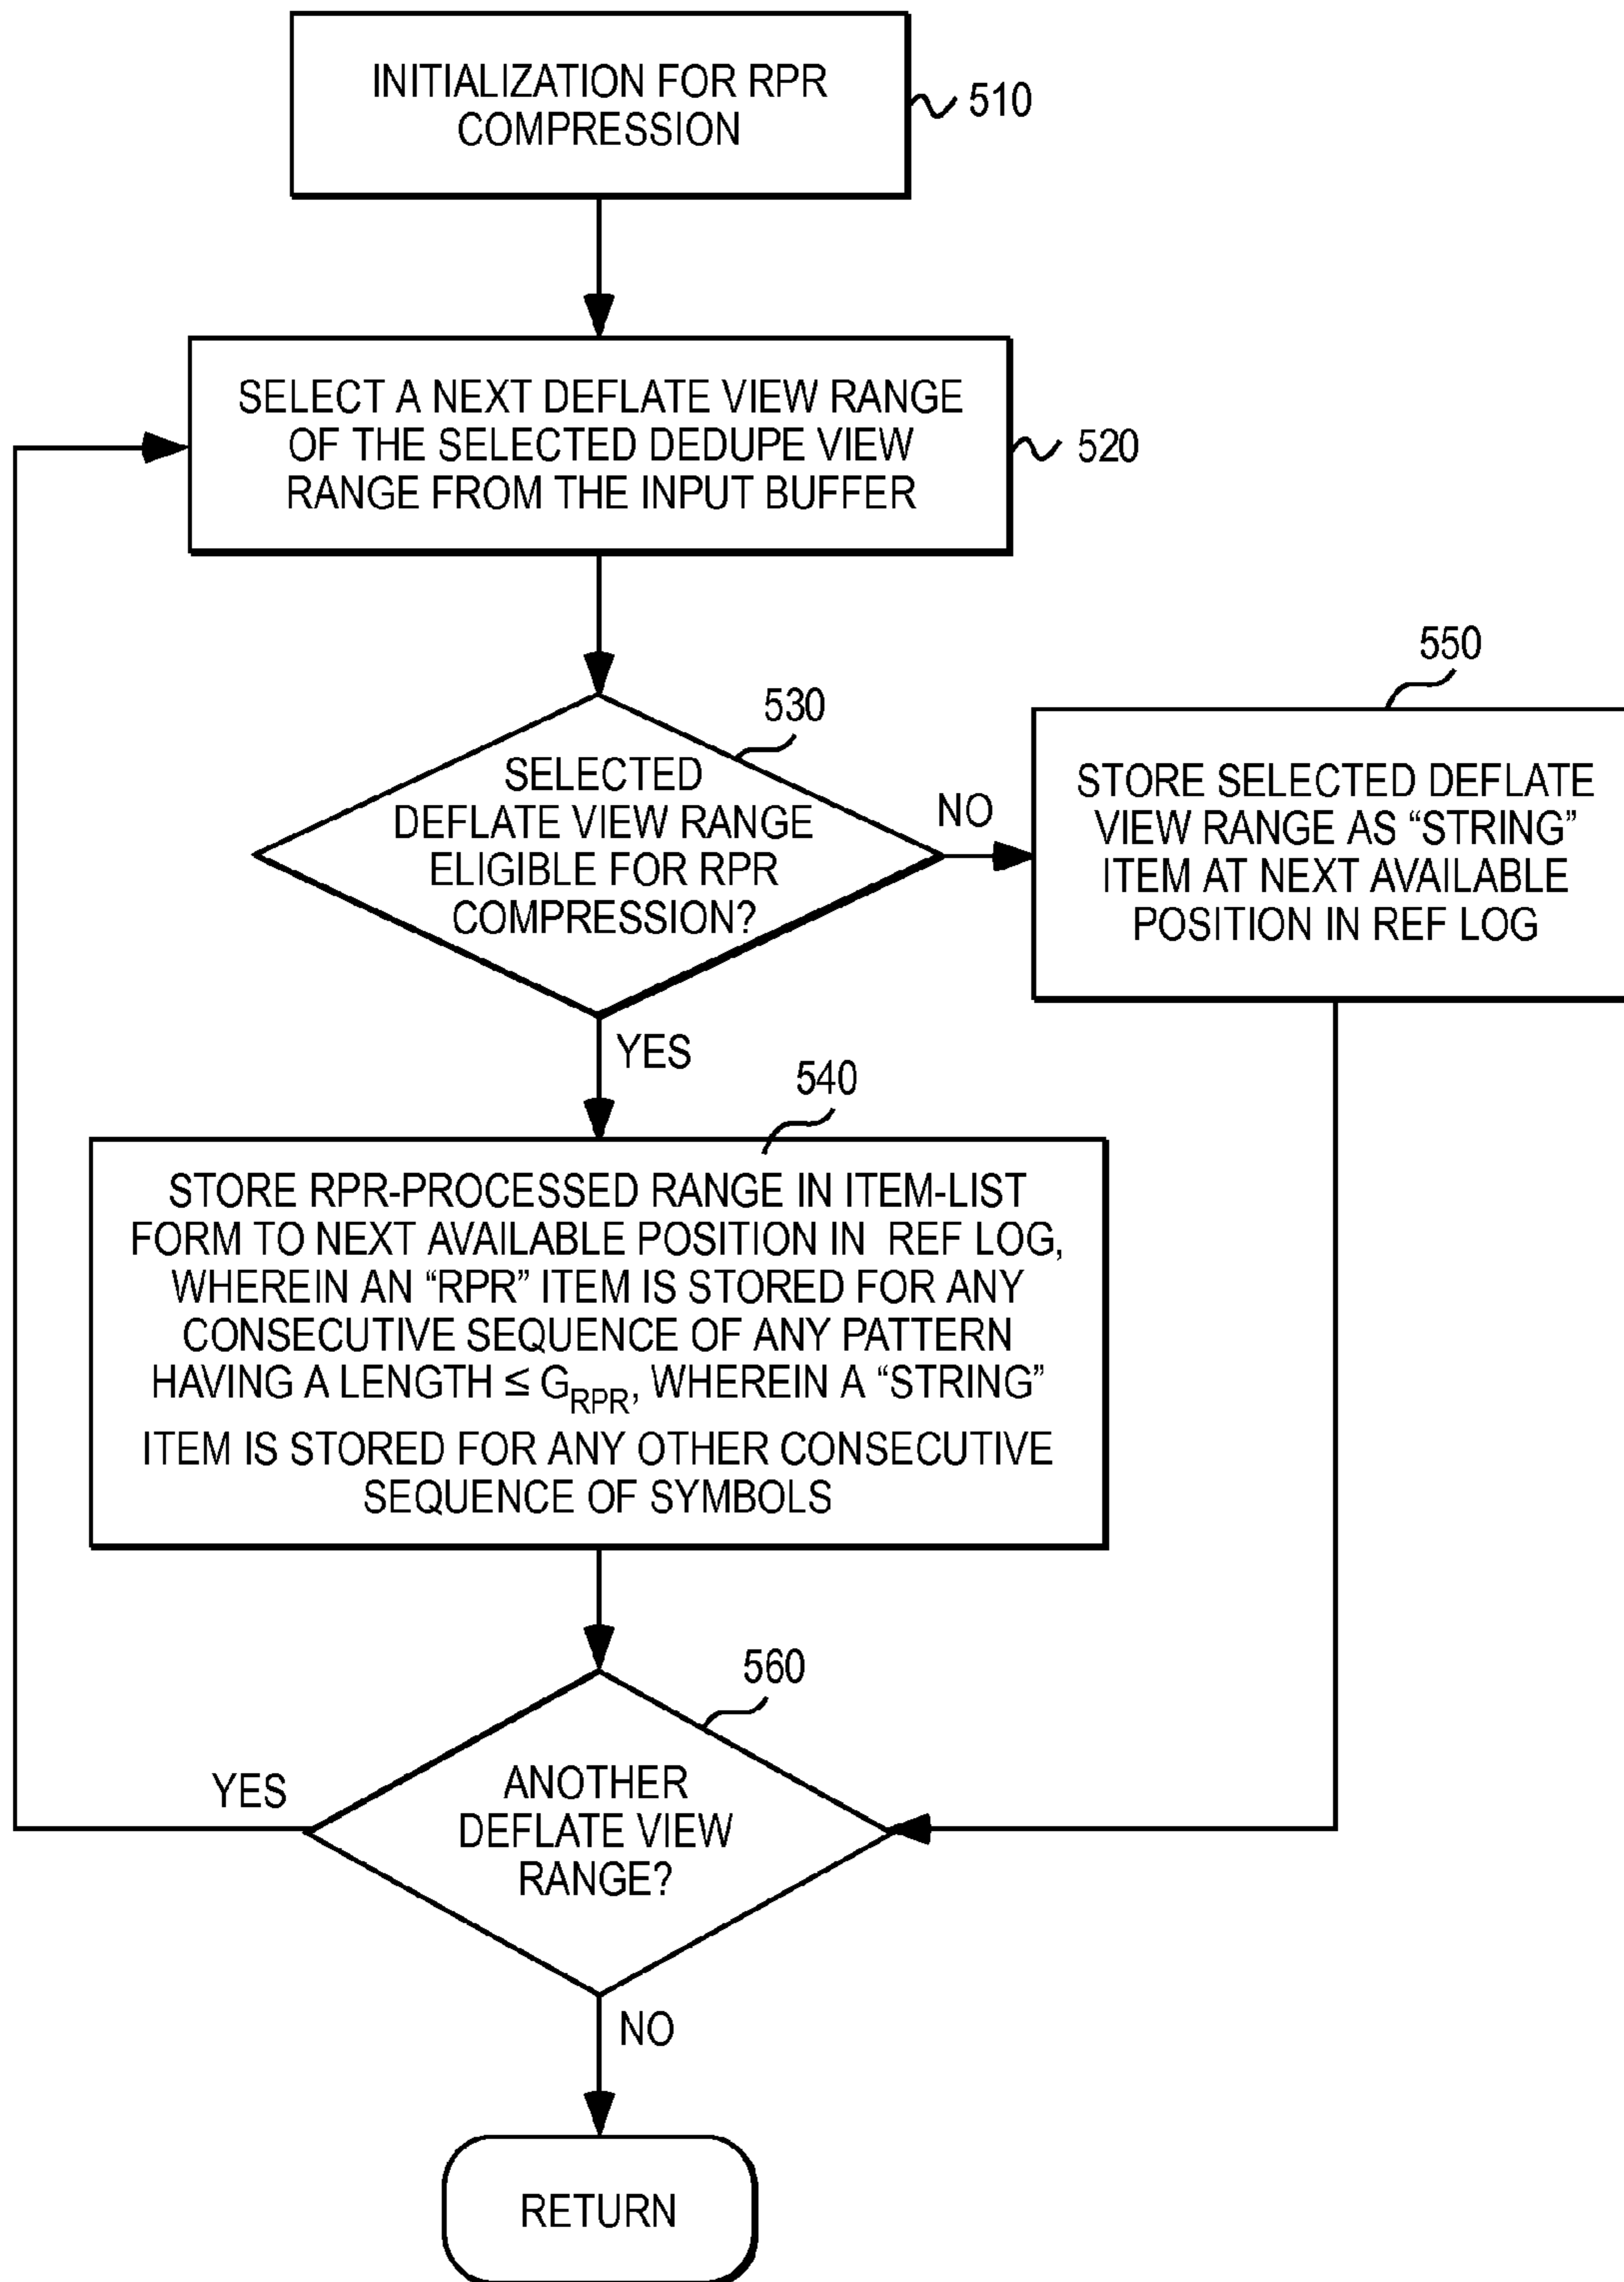 INITIALIZATION FOR RPR
COMPRESSION
510
SELECT A NEXT DEFLATE VIEW RANGE
OF THE SELECTED DEDUPE VIEW
RANGE FROM THE INPUT BUFFER
520
530
SELECTED
DEFLATE VIEW RANGE
ELIGIBLE FOR RPR
COMPRESSION?
NO
550
STORE SELECTED DEFLATE
VIEW RANGE AS “STRING”
ITEM AT NEXT AVAILABLE
POSITION IN REF LOG
YES
540
STORE RPR-PROCESSED RANGE IN ITEM-LIST
FORM TO NEXT AVAILABLE POSITION IN REF LOG,
WHEREIN AN “RPR” ITEM IS STORED FOR ANY
CONSECUTIVE SEQUENCE OF ANY PATTERN
HAVING A LENGTH ≤ G_RPR, WHEREIN A “STRING”
ITEM IS STORED FOR ANY OTHER CONSECUTIVE
SEQUENCE OF SYMBOLS
560
ANOTHER
DEFLATE VIEW
RANGE?
YES
NO
RETURN